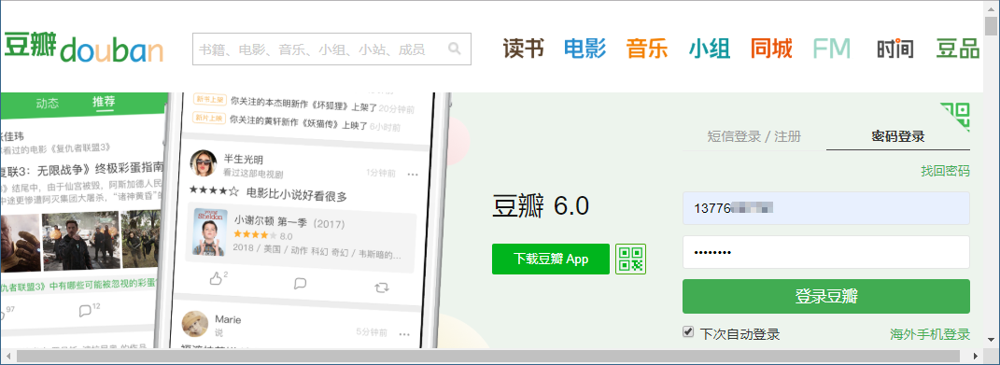 豆瓣 douban
书籍、电影、音乐、小组、小站、成员
读书 电影 音乐 小组 同城 FM 时间 豆品
动态 推荐
佳玮
看过的电影《复仇者联盟3》
复联3：无限战争》终极彩蛋指南
3》结尾中，由于仙宫被毁，阿斯加德人民
中途更惨遭阿灭集团大屠杀，“诸神黄昏”的
仇者联盟3》中有哪些可能被忽视的彩蛋
97 12
新书上架 你关注的本杰明新作《坏狐狸》上架了 20分钟前
新片上映 你关注的黄轩新作《妖猫传》上映了 6小时前
半生光明
看过这部电视剧 1分钟前
★★★★☆ 电影比小说好看很多
Sheldon
小谢尔顿 第一季（2017）
★★★★★ 8.0
2018 / 美国 / 动作 科幻 奇幻 / 韦斯略的...
2
Marie
说 5分钟前
豆瓣 6.0
下载豆瓣 App
短信登录 / 注册 密码登录
找回密码
13776
••••••••
登录豆瓣
下次自动登录 海外手机登录